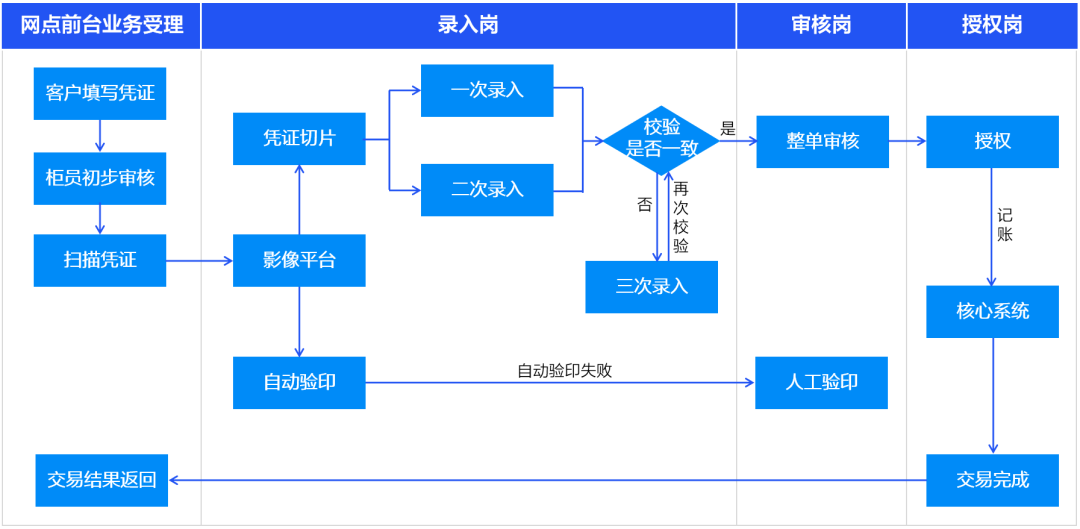 网点前台业务受理
录入岗
审核岗
授权岗
客户填写凭证
柜员初步审核
扫描凭证
凭证切片
影像平台
自动验印
一次录入
二次录入
校验
是否一致
是
否
再
次
校
验
三次录入
整单审核
授权
记
账
核心系统
自动验印失败
人工验印
交易结果返回
交易完成